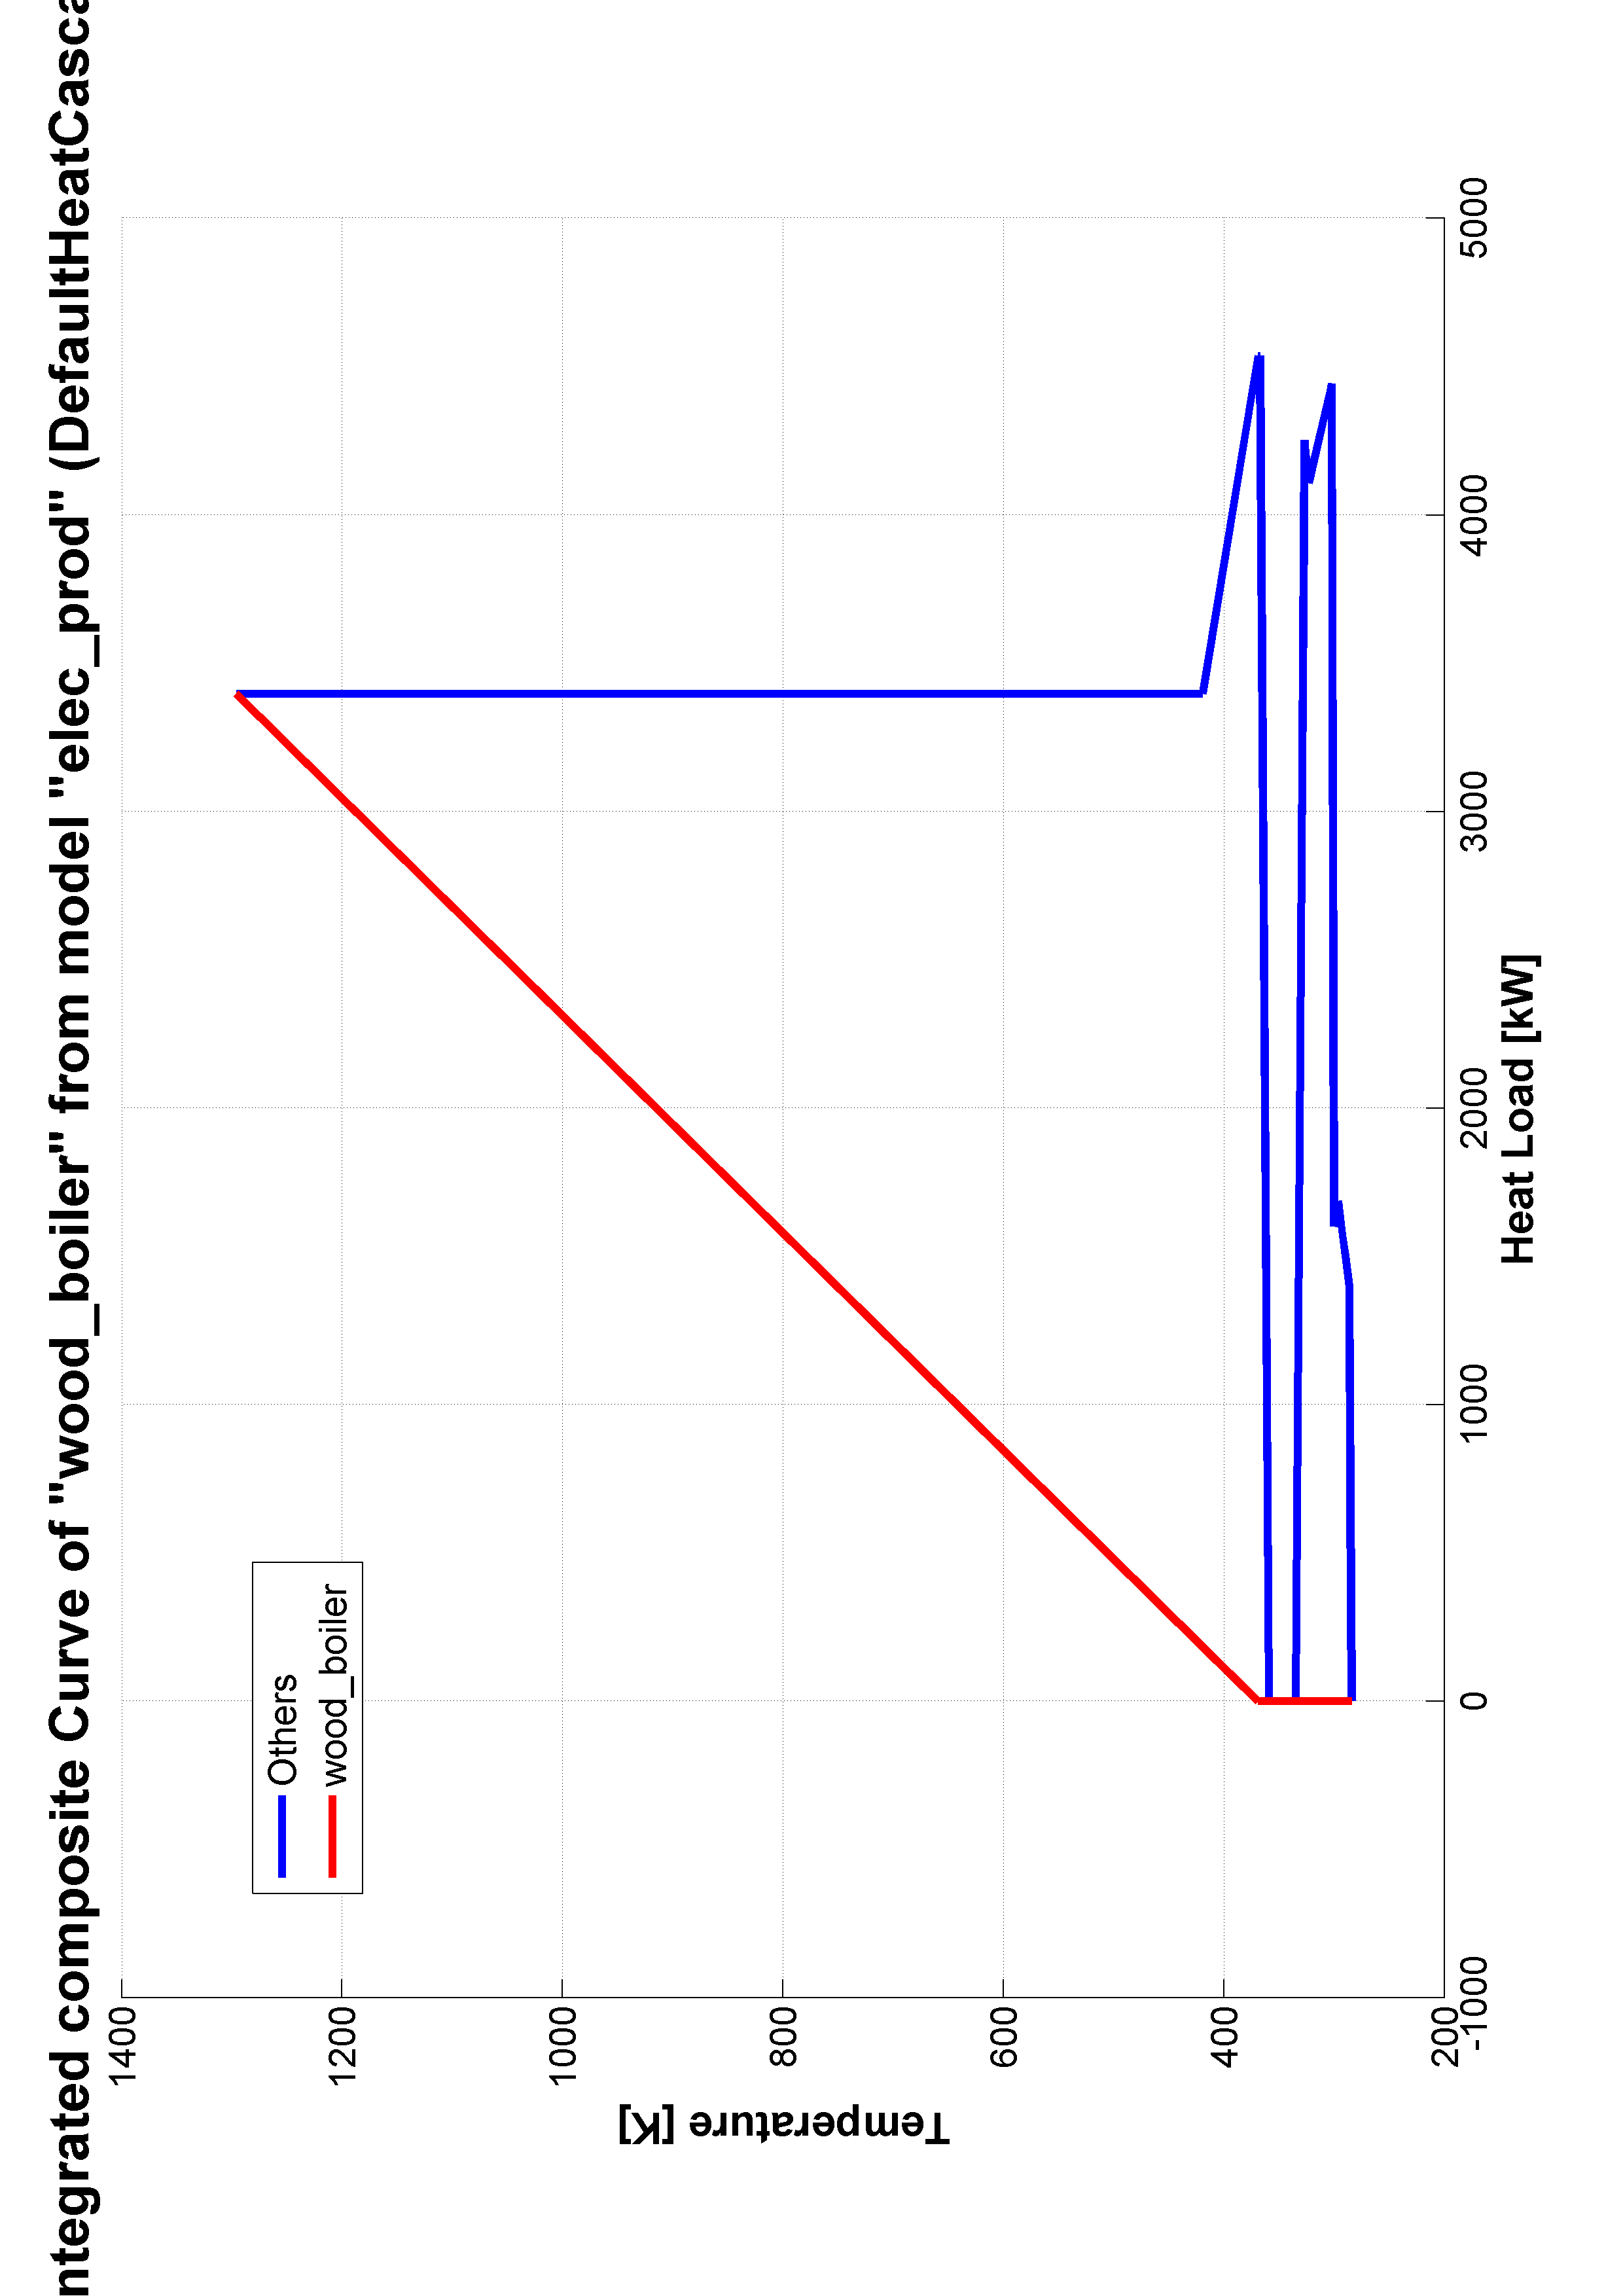 ntegrated composite Curve of "wood_boiler" from model "elec_prod" (DefaultHeatCasca
1400
1200
1000
800
600
400
200
Temperature [K]
Others
wood_boiler
-1000
0
1000
2000
3000
4000
5000
Heat Load [kW]